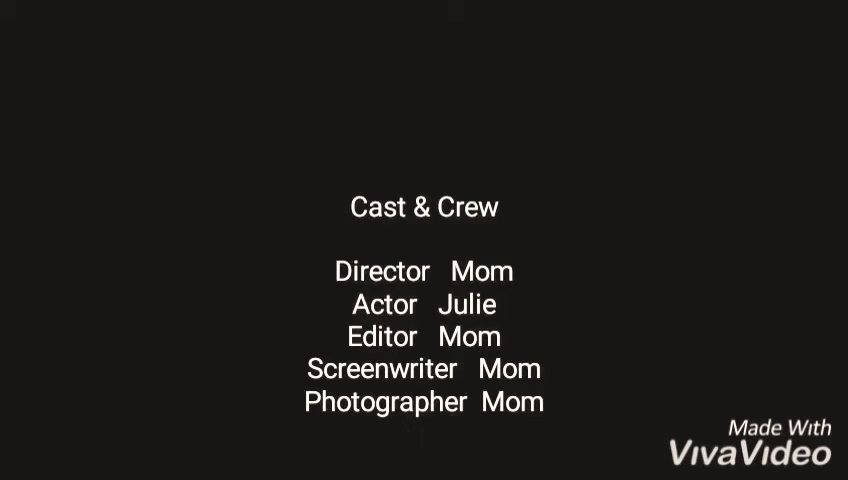 Cast & Crew
Director Mom
Actor Julie
Editor Mom
Screenwriter Mom
Photographer Mom
Made With
VivaVideo